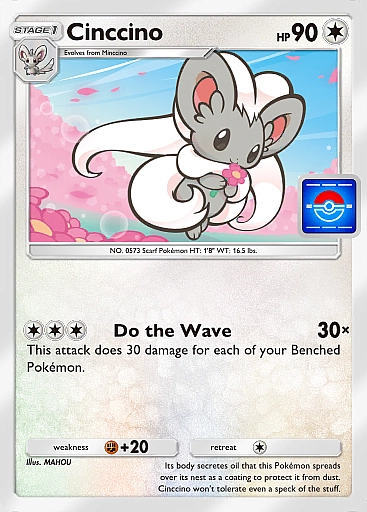 STAGE 1
Cinccino
HP 90
Evolves from Minccino
NO. 0573 Scarf Pokémon HT: 1'8" WT: 16.5 lbs.
Do the Wave 30×
This attack does 30 damage for each of your Benched
Pokémon.
weakness +20 retreat
Illus. MAHOU
Its body secretes oil that this Pokémon spreads
over its nest as a coating to protect it from dust.
Cinccino won't tolerate even a speck of the stuff.